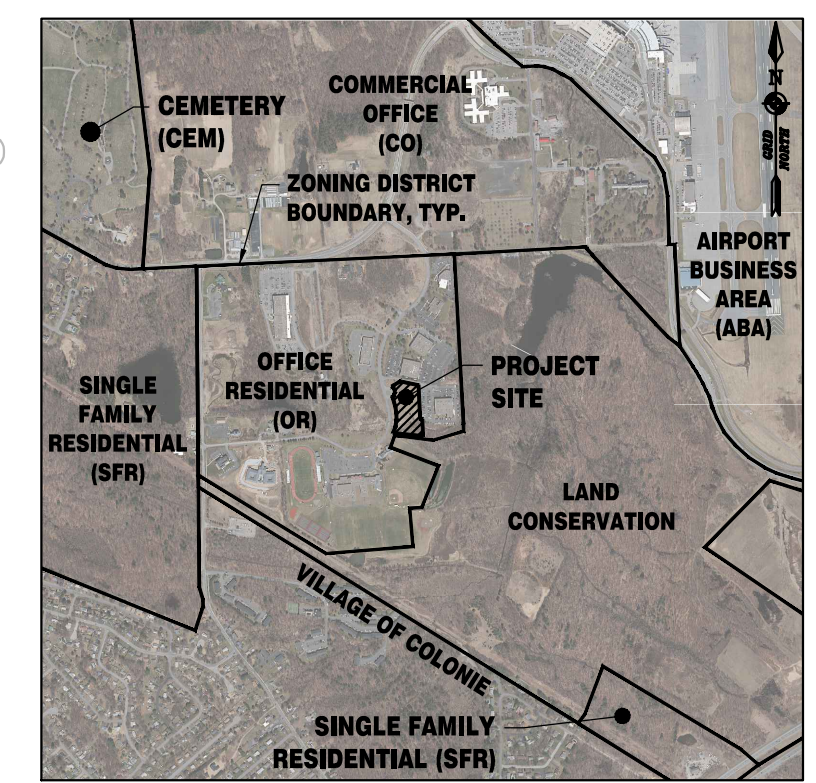 CEMETERY
(CEM)
COMMERCIAL
OFFICE
(CO)
N
GRID
NORTH
ZONING DISTRICT
BOUNDARY, TYP.
AIRPORT
BUSINESS
AREA
(ABA)
SINGLE
FAMILY
RESIDENTIAL
(SFR)
OFFICE
RESIDENTIAL
(OR)
PROJECT
SITE
LAND
CONSERVATION
VILLAGE OF COLONIE
SINGLE FAMILY
RESIDENTIAL (SFR)